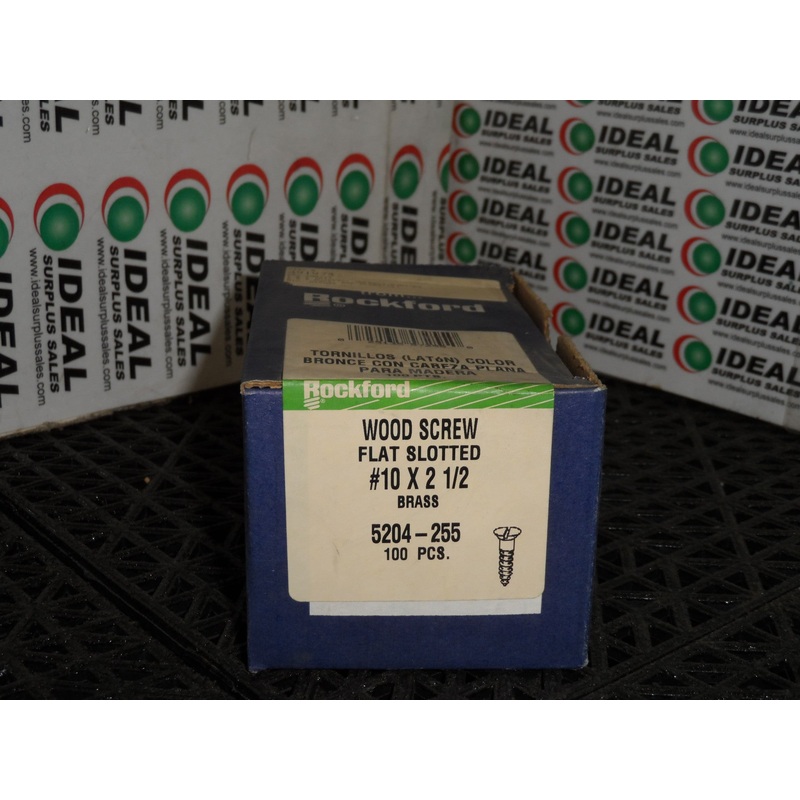 Rockford
TORNILLOS (LATóN) COLOR
BRONCE CON CABEZA PLANA
PARA MADERA
Rockford
WOOD SCREW
FLAT SLOTTED
#10 X 2 1/2
BRASS
5204-255
100 PCS.
IDEAL
SURPLUS SALES
www.idealsurplussales.com